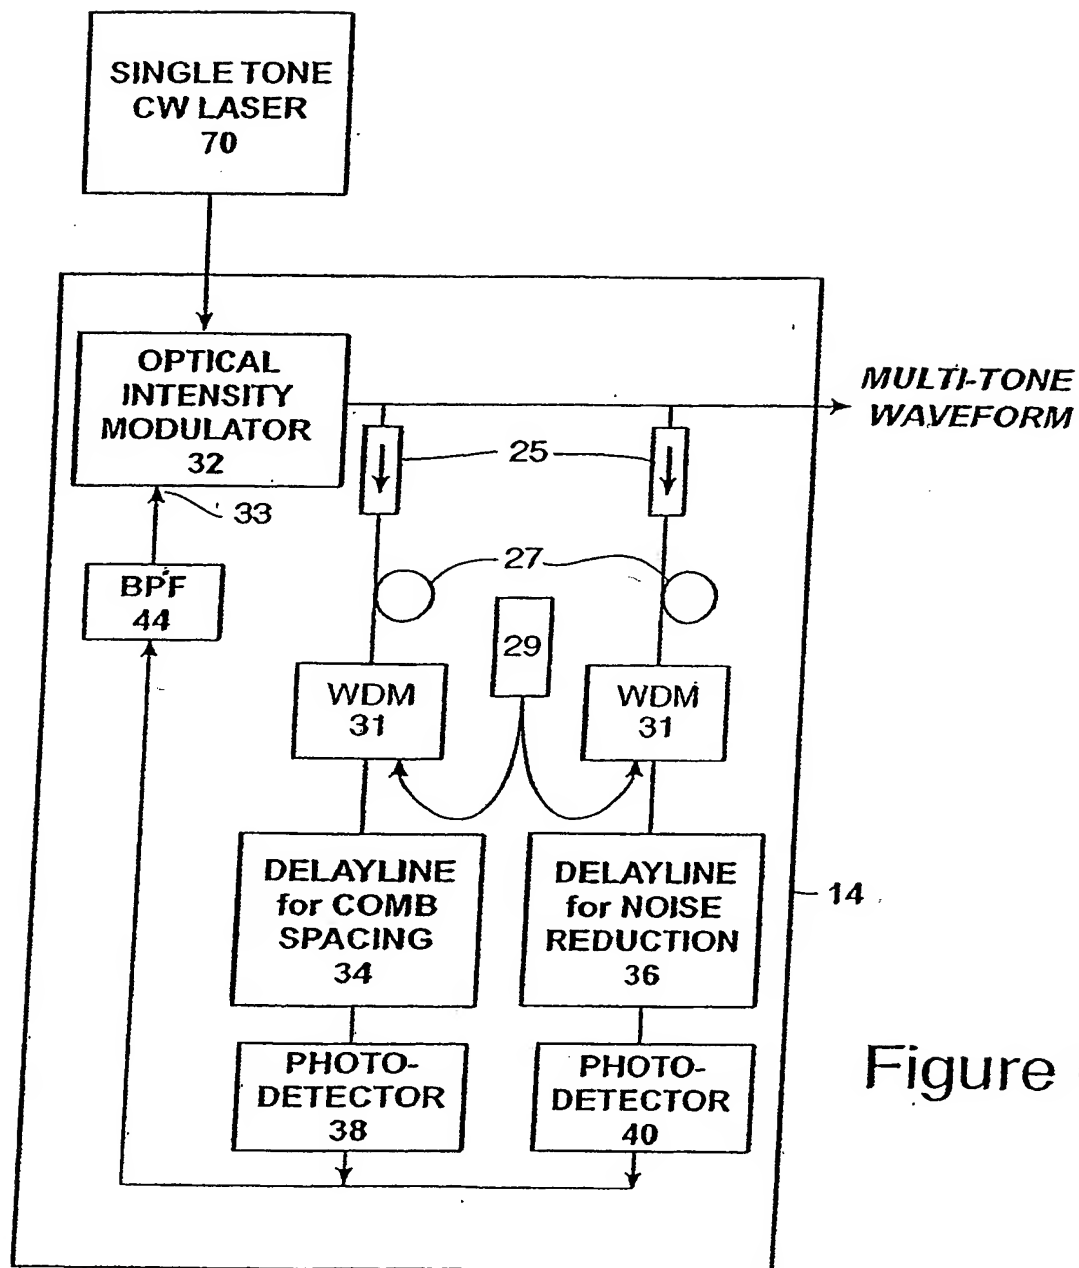 SINGLE TONE
CW LASER
70
OPTICAL
INTENSITY
MODULATOR
32
MULTI-TONE
WAVEFORM
25
33
27
BPF
44
29
WDM
31
WDM
31
DELAYLINE
for COMB
SPACING
34
DELAYLINE
for NOISE
REDUCTION
36
14
PHOTO-
DETECTOR
38
PHOTO-
DETECTOR
40
Figure